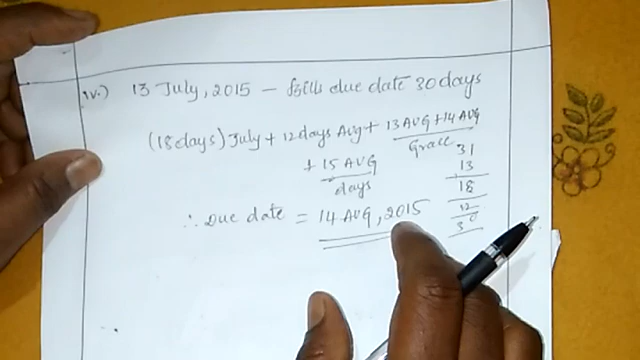 iv.) 13 July, 2015 - bills due date 30 days
(18 days) July + 12 days Aug + 13 AUG + 14 AUG
+ 15 AUG Grace
days
31
13
18
12
30
∴ Due date = 14 AUG, 2015